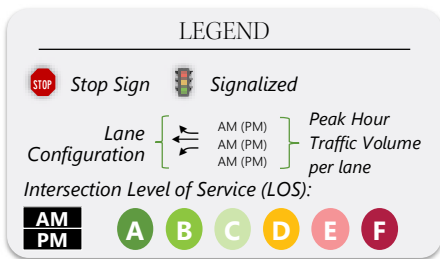 LEGEND
STOP Stop Sign Signalized
Lane Configuration
AM (PM)
AM (PM)
AM (PM)
Peak Hour
Traffic Volume
per lane
Intersection Level of Service (LOS):
AM
PM
A B C D E F